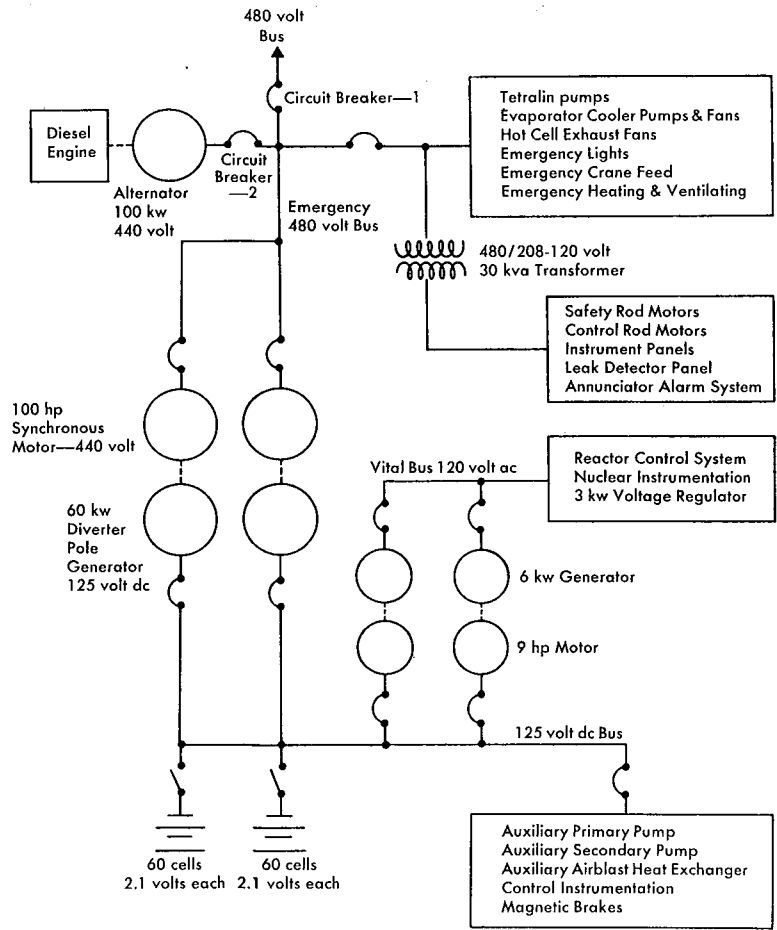 480 volt
Bus
Circuit Breaker—1
Diesel
Engine
Circuit
Breaker
—2
Alternator
100 kw
440 volt
Tetralin pumps
Evaporator Cooler Pumps & Fans
Hot Cell Exhaust Fans
Emergency Lights
Emergency Crane Feed
Emergency Heating & Ventilating
Emergency
480 volt Bus
480/208-120 volt
30 kva Transformer
Safety Rod Motors
Control Rod Motors
Instrument Panels
Leak Detector Panel
Annunciator Alarm System
100 hp
Synchronous
Motor—440 volt
Vital Bus 120 volt ac
Reactor Control System
Nuclear Instrumentation
3 kw Voltage Regulator
60 kw
Diverter
Pole
Generator
125 volt dc
6 kw Generator
9 hp Motor
125 volt dc Bus
60 cells
2.1 volts each
60 cells
2.1 volts each
Auxiliary Primary Pump
Auxiliary Secondary Pump
Auxiliary Airblast Heat Exchanger
Control Instrumentation
Magnetic Brakes